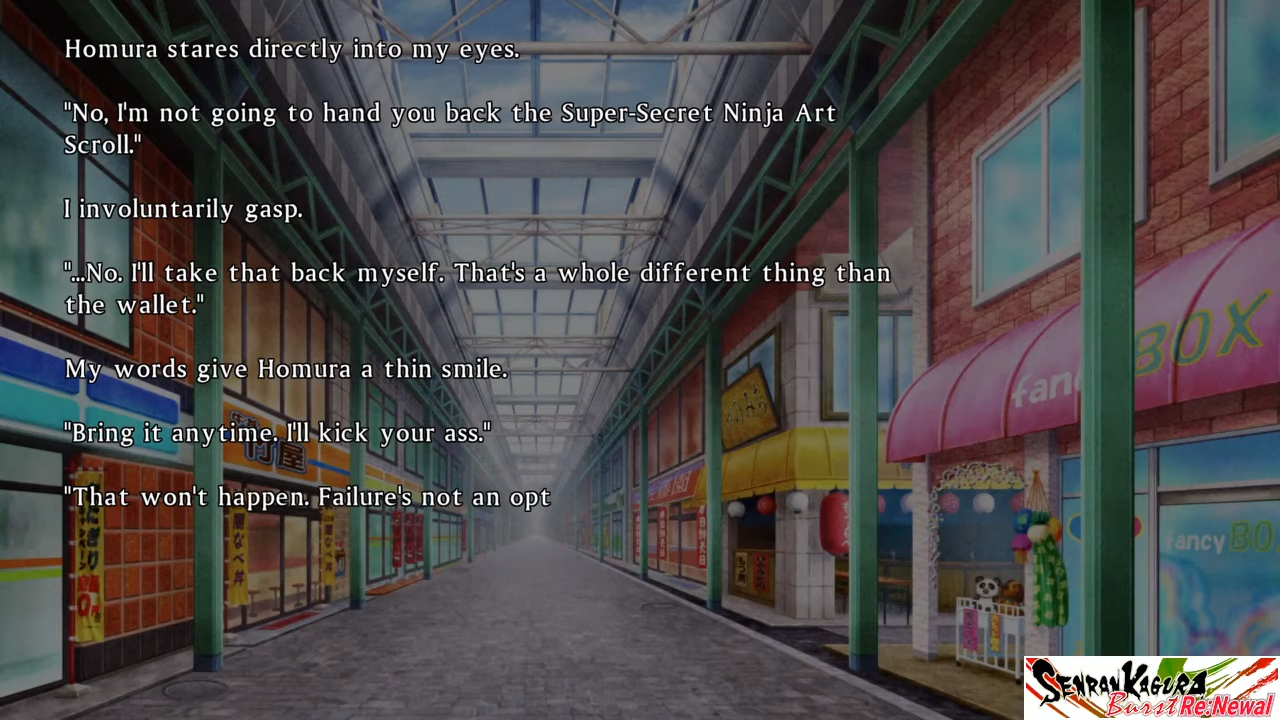 Homura stares directly into my eyes.
"No, I'm not going to hand you back the Super-Secret Ninja Art
Scroll."
I involuntarily gasp.
"...No. I'll take that back myself. That's a whole different thing than
the wallet."
My words give Homura a thin smile.
"Bring it anytime. I'll kick your ass."
"That won't happen. Failure's not an opt
竹屋
fancy BOX
fancy BO
SENRAN KAGURA
Burst Re:Newal